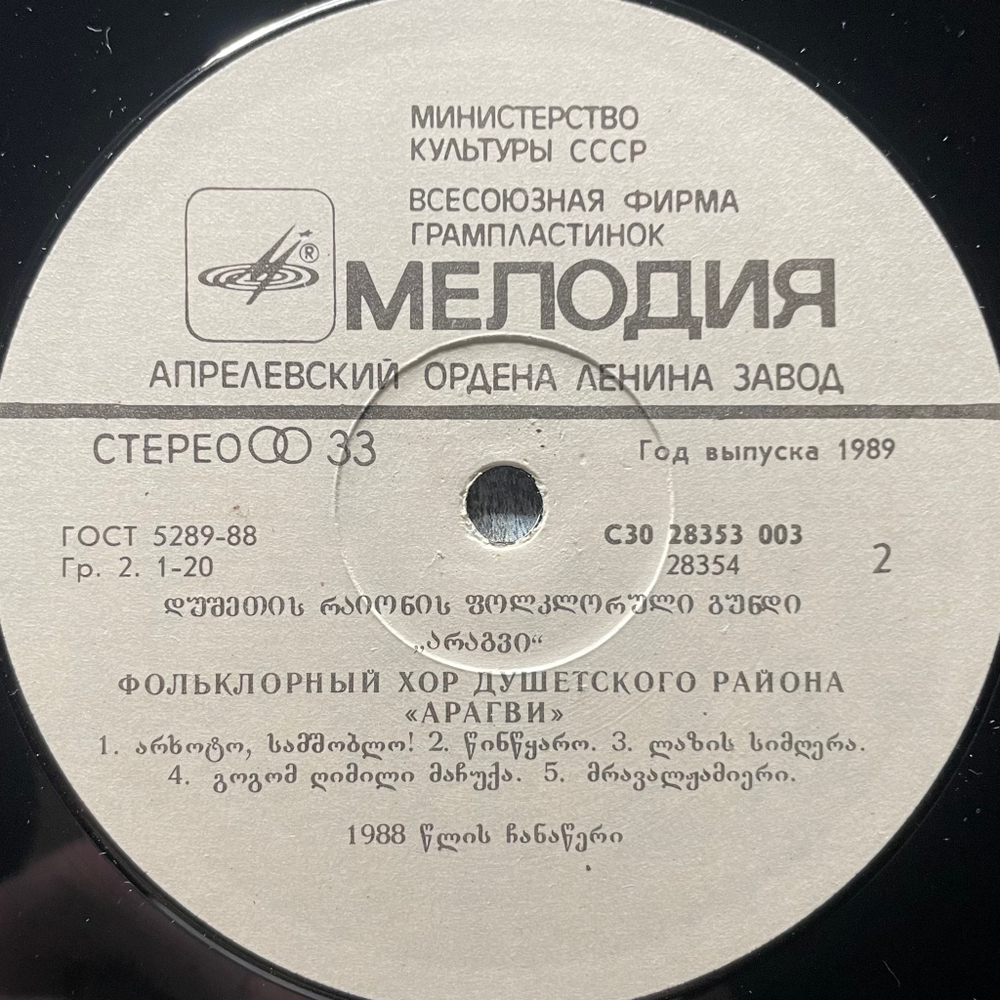 МИНИСТЕРСТВО
КУЛЬТУРЫ СССР
ВСЕСОЮЗНАЯ ФИРМА
ГРАМПЛАСТИНОК
®
МЕЛОДИЯ
АПРЕЛЕВСКИЙ ОРДЕНА ЛЕНИНА ЗАВОД
СТЕРЕО 33
Год выпуска 1989
ГОСТ 5289-88
С30 28353 003
Гр. 2. 1-20
28354
2
დუშეთის რაიონის ფოლკლორული გუნდი
„არაგვი“
ФОЛЬКЛОРНЫЙ ХОР ДУШЕТСКОГО РАЙОНА
«АРАГВИ»
1. არხოტო, სამშობლო! 2. წინწყარო. 3. ლაზის სიმღერა.
4. გოგომ ღიმილი მაჩუქა. 5. მრავალჟამიერი.
1988 წლის ჩანაწერი